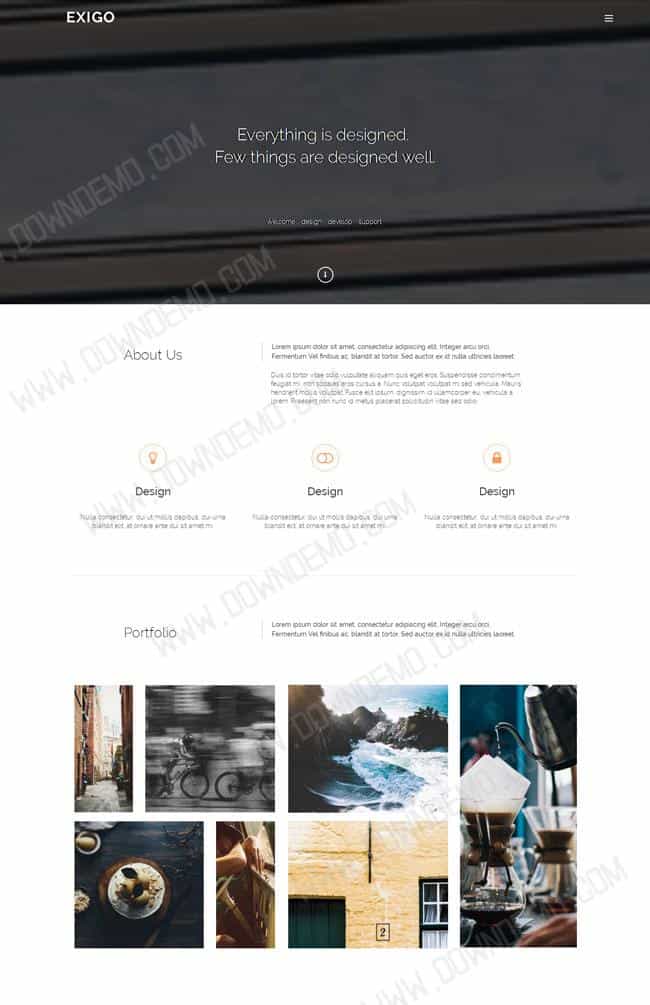 EXIGO
Everything is designed.
Few things are designed well.
Welcome design develop support
About Us
Lorem ipsum dolor sit amet, consectetur adipiscing elit. Integer arcu orci,
Fermentum Vel finibus ac, blandit at tortor. Sed auctor ex id nulla ultricies laoreet.
Duis id tortor vitae odio vulputate aliquam quis eget eros. Suspendisse condimentum
feugiat mi, non sodales eros cursus a. Nunc volutpat volutpat mi sed vehicula. Mauris
hendrerit mollis volutpat. Fusce elit ipsum, dignissim id ullamcorper eu, vehicula a
lorem. Praesent non nunc id metus placerat sollicitudin vitae sed odio.
Design
Design
Design
Nulla consectetur, dui ut mollis dapibus, dui urna
blandit elit, at ornare ante dui sit amet mi.
Nulla consectetur, dui ut mollis dapibus, dui urna
blandit elit, at ornare ante dui sit amet mi.
Nulla consectetur, dui ut mollis dapibus, dui urna
blandit elit, at ornare ante dui sit amet mi.
Portfolio
Lorem ipsum dolor sit amet, consectetur adipiscing elit. Integer arcu orci,
Fermentum Vel finibus ac, blandit at tortor. Sed auctor ex id nulla ultricies laoreet.
2
WWW.DOWNDEMO.COM